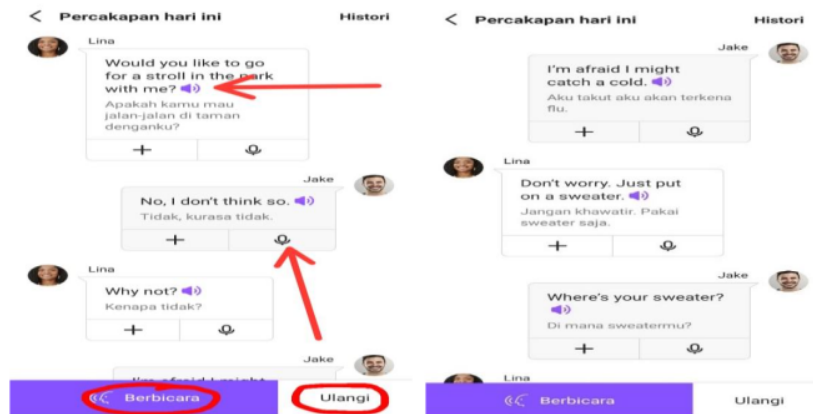 Percakapan hari ini
Histori
Lina
Would you like to go
for a stroll in the park
with me?
Apakah kamu mau
jalan-jalan di taman
denganku?
Jake
No, I don't think so.
Tidak, kurasa tidak.
Lina
Why not?
Kenapa tidak?
Jake
I'm afraid I might
Berbicara
Ulangi
Percakapan hari ini
Histori
Jake
I'm afraid I might
catch a cold.
Aku takut aku akan terkena
flu.
Lina
Don't worry. Just put
on a sweater.
Jangan khawatir. Pakai
sweater saja.
Jake
Where's your sweater?
Di mana sweatermu?
Lina
Berbicara
Ulangi